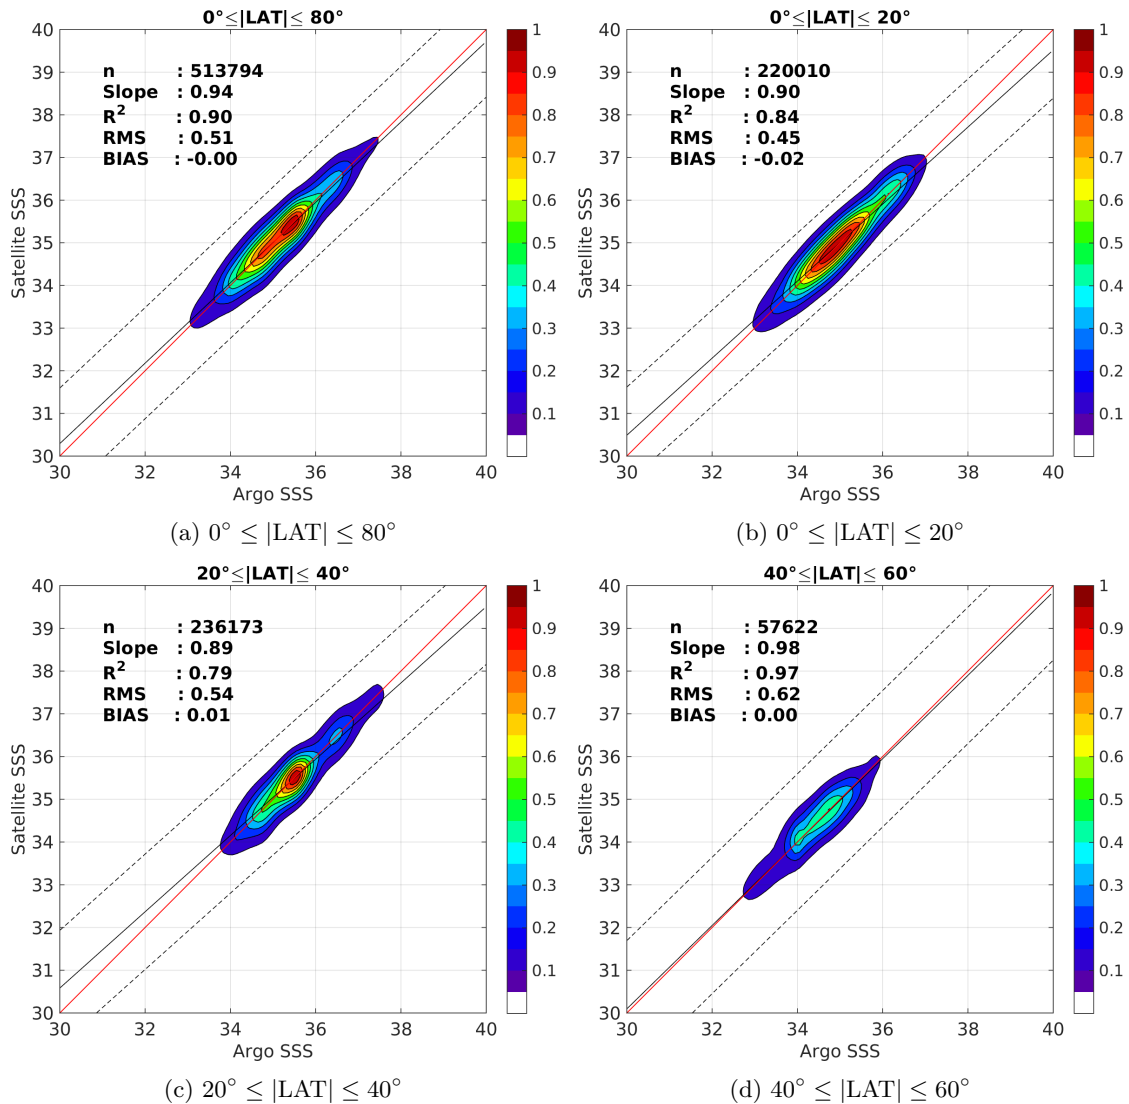 0°≤|LAT|≤ 80°
n : 513794
Slope : 0.94
R2 : 0.90
RMS : 0.51
BIAS : -0.00
40
39
38
37
36
35
34
33
32
31
30
Satellite SSS
30 32 34 36 38 40
Argo SSS
1
0.9
0.8
0.7
0.6
0.5
0.4
0.3
0.2
0.1
(a) 0° ≤ |LAT| ≤ 80°
0°≤|LAT|≤ 20°
n : 220010
Slope : 0.90
R2 : 0.84
RMS : 0.45
BIAS : -0.02
40
39
38
37
36
35
34
33
32
31
30
Satellite SSS
30 32 34 36 38 40
Argo SSS
1
0.9
0.8
0.7
0.6
0.5
0.4
0.3
0.2
0.1
(b) 0° ≤ |LAT| ≤ 20°
20°≤|LAT|≤ 40°
n : 236173
Slope : 0.89
R2 : 0.79
RMS : 0.54
BIAS : 0.01
40
39
38
37
36
35
34
33
32
31
30
Satellite SSS
30 32 34 36 38 40
Argo SSS
1
0.9
0.8
0.7
0.6
0.5
0.4
0.3
0.2
0.1
(c) 20° ≤ |LAT| ≤ 40°
40°≤|LAT|≤ 60°
n : 57622
Slope : 0.98
R2 : 0.97
RMS : 0.62
BIAS : 0.00
40
39
38
37
36
35
34
33
32
31
30
Satellite SSS
30 32 34 36 38 40
Argo SSS
1
0.9
0.8
0.7
0.6
0.5
0.4
0.3
0.2
0.1
(d) 40° ≤ |LAT| ≤ 60°